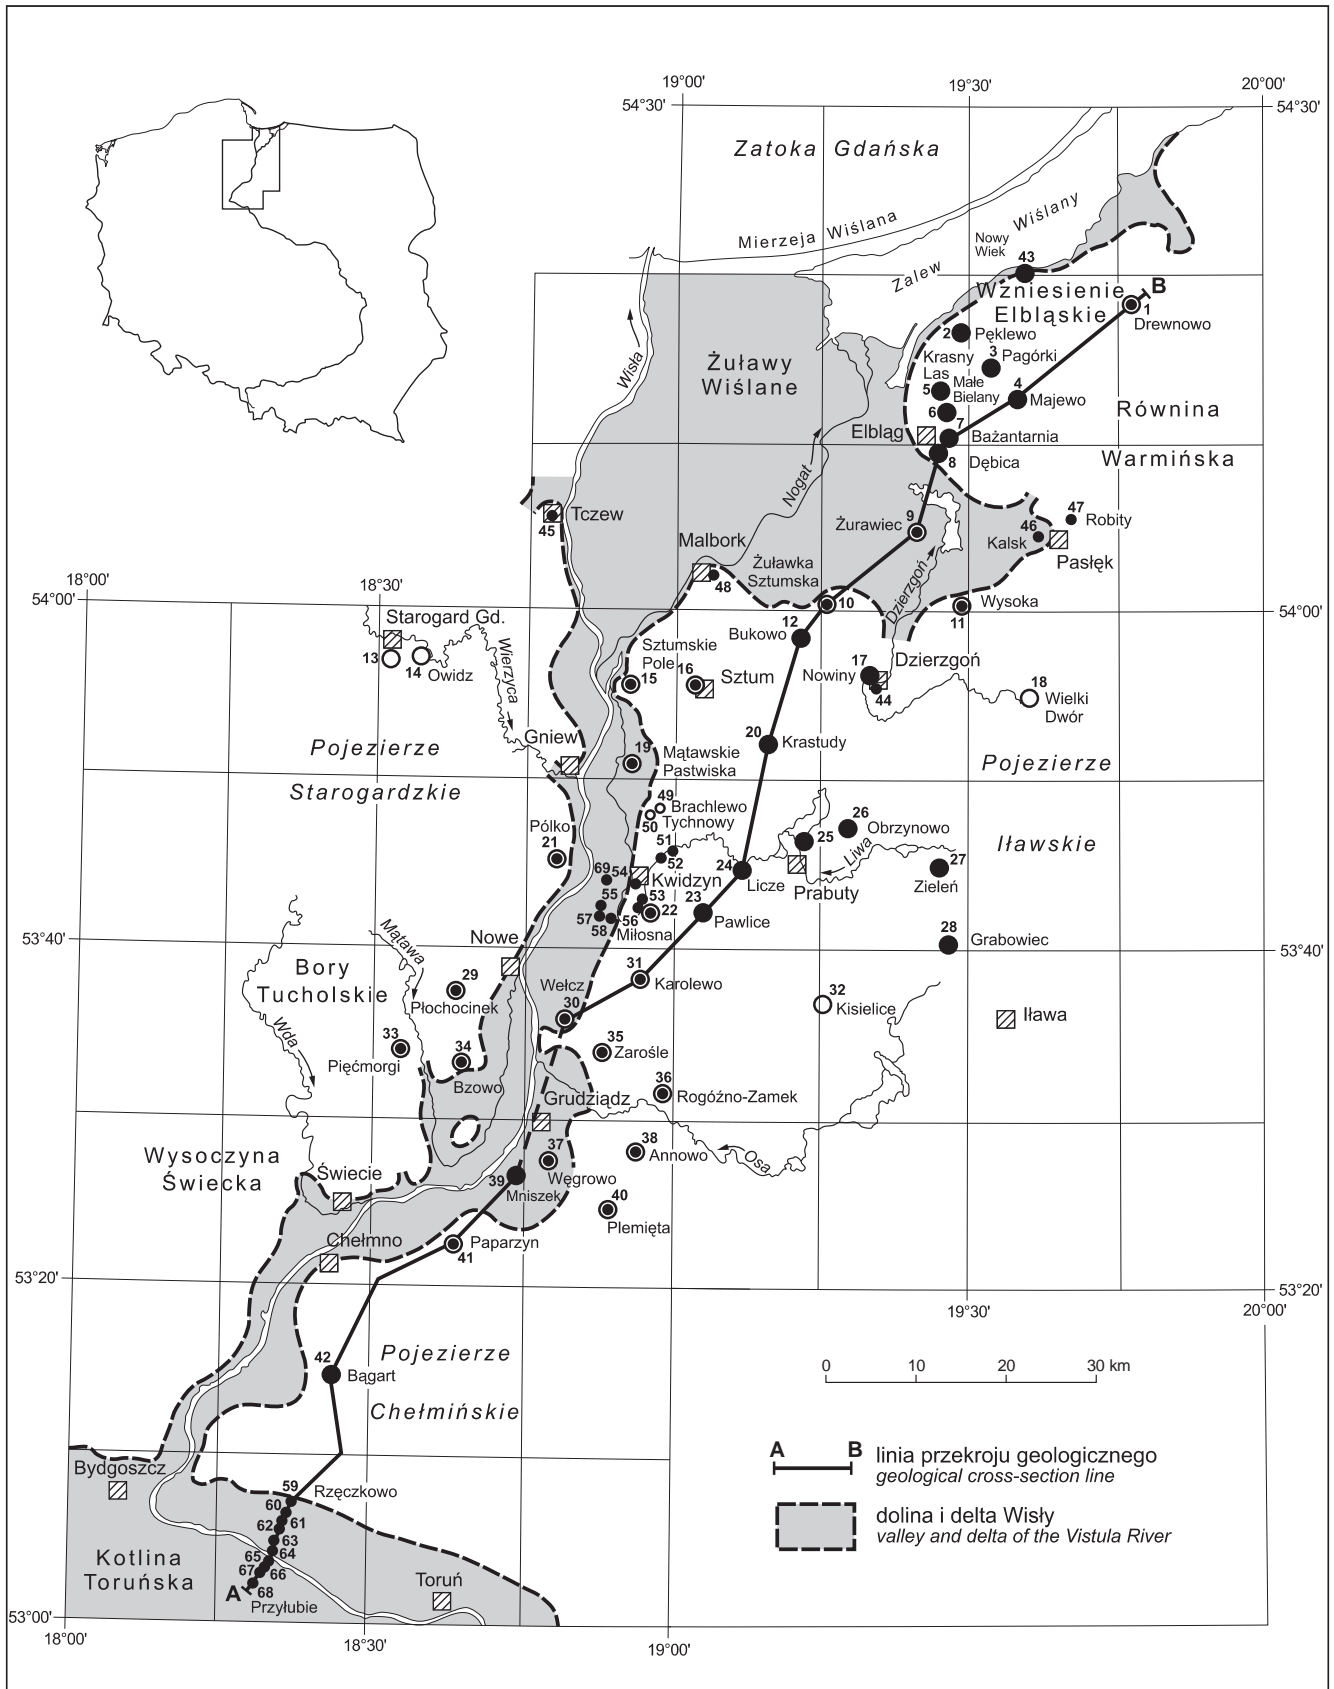 19°00'
19°30'
20°00'
54°30'
54°30'
Zatoka Gdańska
Mierzeja Wiślana
Zalew Wiślany
Nowy
Wiek
43
Wzniesienie
Elbląskie
B
1
Drewnowo
2
Pęklewo
3
Pagórki
Krasny
Las
5
Małe
Bielany
6
4
Majewo
7
Bażantarnia
Elbląg
8
Dębica
Równina
Warmińska
Żuławy
Wiślane
Wisła
Nogat
Tczew
45
Malbork
48
Żuławka
Sztumska
10
Żurawiec
9
Dzierzgoń
46
Kalsk
47
Robity
Pasłęk
Wysoka
11
18°00'
18°30'
54°00'
54°00'
Starogard Gd.
13
14
Owidz
Wierzyca
Sztumskie
Pole
15
16
Sztum
12
Bukowo
17
Nowiny
Dzierzgoń
44
18
Wielki
Dwór
Gniew
Pojezierze
Starogardzkie
19
Mątawskie
Pastwiska
20
Krastudy
Pojezierze
Iławskie
49
Brachlewo
50
Tychnowy
51
52
Pólko
21
69
54
Kwidzyn
55
53
22
57
58
56
Miłosna
24
Licze
23
Pawlice
25
26
Obrzynowo
Liwa
Prabuty
27
Zieleń
28
Grabowiec
53°40'
53°40'
Bory
Tucholskie
Mątawa
Nowe
29
Płochocinek
Wełcz
30
31
Karolewo
32
Kisielice
Iława
Wda
33
Pięćmorgi
34
Bzowo
35
Zarośle
36
Rogóźno-Zamek
Grudziądz
Wysoczyna
Świecka
Świecie
37
Węgrowo
38
Annowo
Osa
39
Mniszek
40
Plemięta
Chełmno
Paparzyn
41
53°20'
53°20'
19°30'
20°00'
42
Bągart
Pojezierze
Chełmińskie
0
10
20
30 km
A
B
linia przekroju geologicznego
geological cross-section line
dolina i delta Wisły
valley and delta of the Vistula River
Bydgoszcz
59
Rzęczkowo
60
61
62
63
64
65
66
67
68
A
Przyłubie
Kotlina
Toruńska
Toruń
53°00'
18°00'
18°30'
19°00'